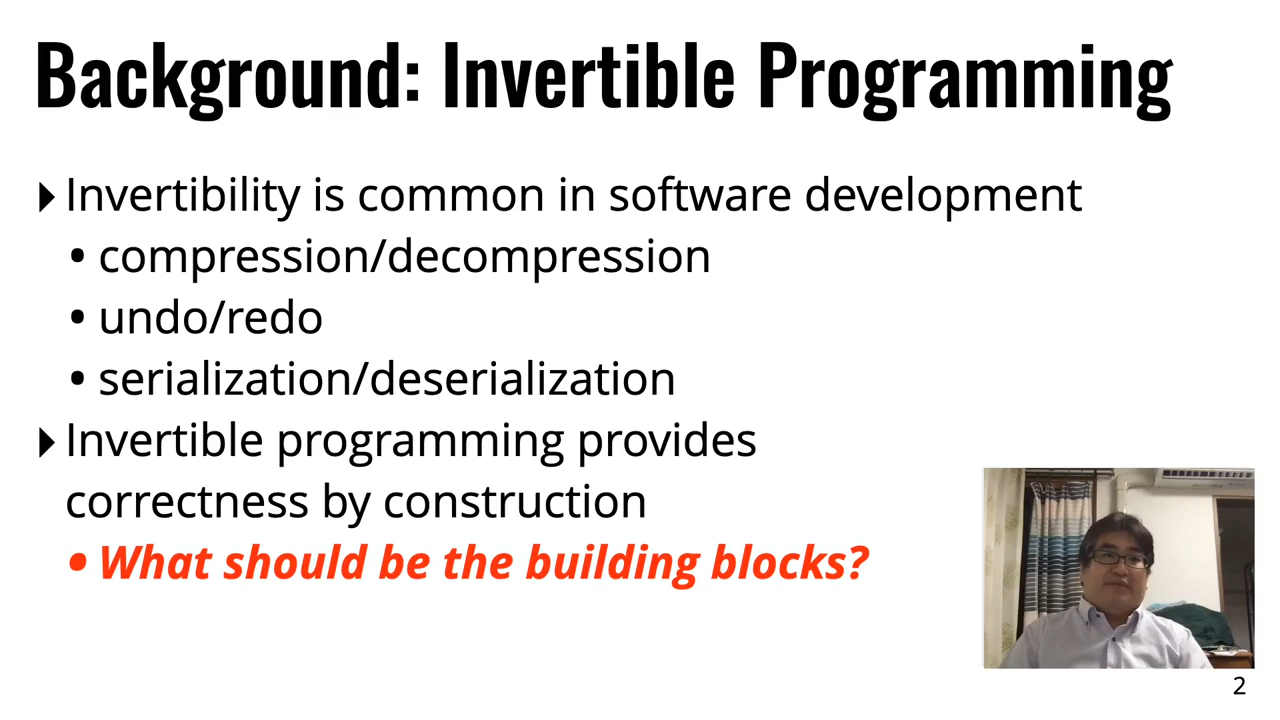 Background: Invertible Programming
▸Invertibility is common in software development
• compression/decompression
• undo/redo
• serialization/deserialization
▸Invertible programming provides
correctness by construction
• What should be the building blocks?
2